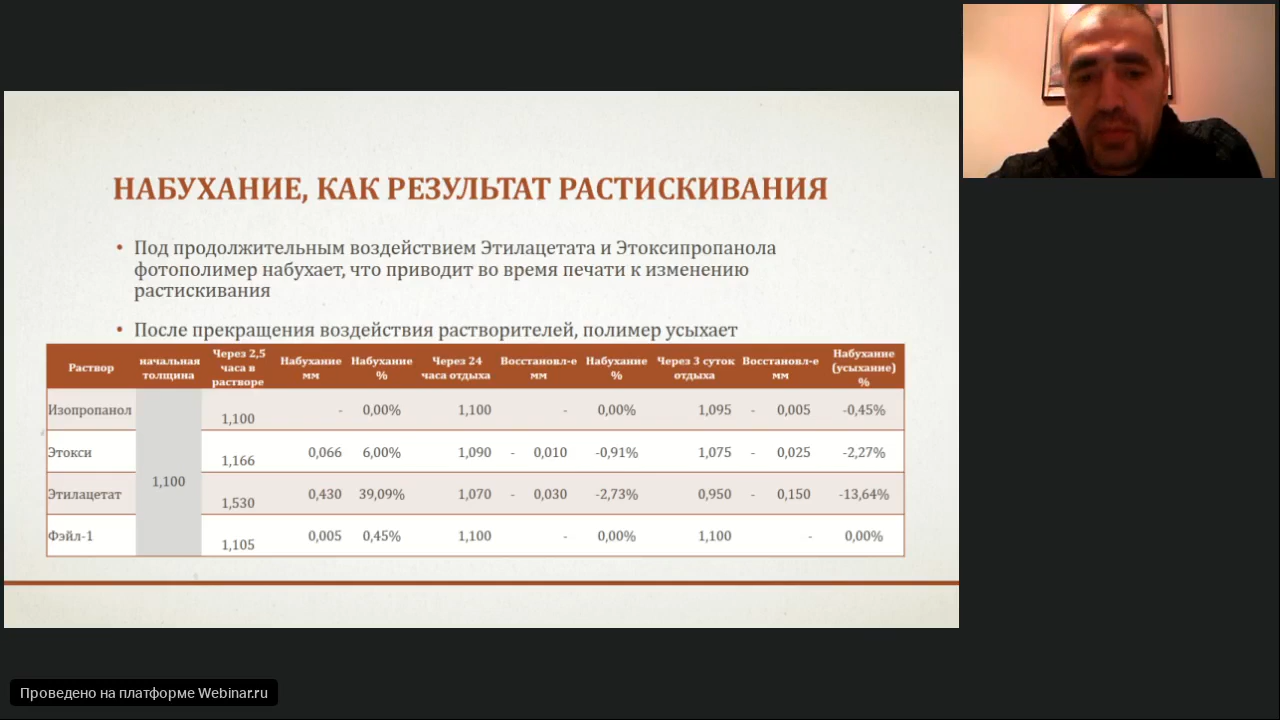 НАБУХАНИЕ, КАК РЕЗУЛЬТАТ РАСТИСКИВАНИЯ
• Под продолжительным воздействием Этилацетата и Этоксипропанола
фотополимер набухает, что приводит во время печати к изменению
растискивания
• После прекращения воздействия растворителей, полимер усыхает
Раствор начальная толщина Через 2,5 часа в растворе Набухание мм Набухание % Через 24 часа отдыха Восстановл-е мм Набухание % Через 3 суток отдыха Восстановл-е мм Набухание (усыхание) %
Изопропанол 1,100 - 0,00% 1,100 - 0,00% 1,095 - 0,005 -0,45%
Этокси 1,166 0,066 6,00% 1,090 - 0,010 -0,91% 1,075 - 0,025 -2,27%
1,100
Этилацетат 1,530 0,430 39,09% 1,070 - 0,030 -2,73% 0,950 - 0,150 -13,64%
Фэйл-1 1,105 0,005 0,45% 1,100 - 0,00% 1,100 - 0,00%
Проведено на платформе Webinar.ru